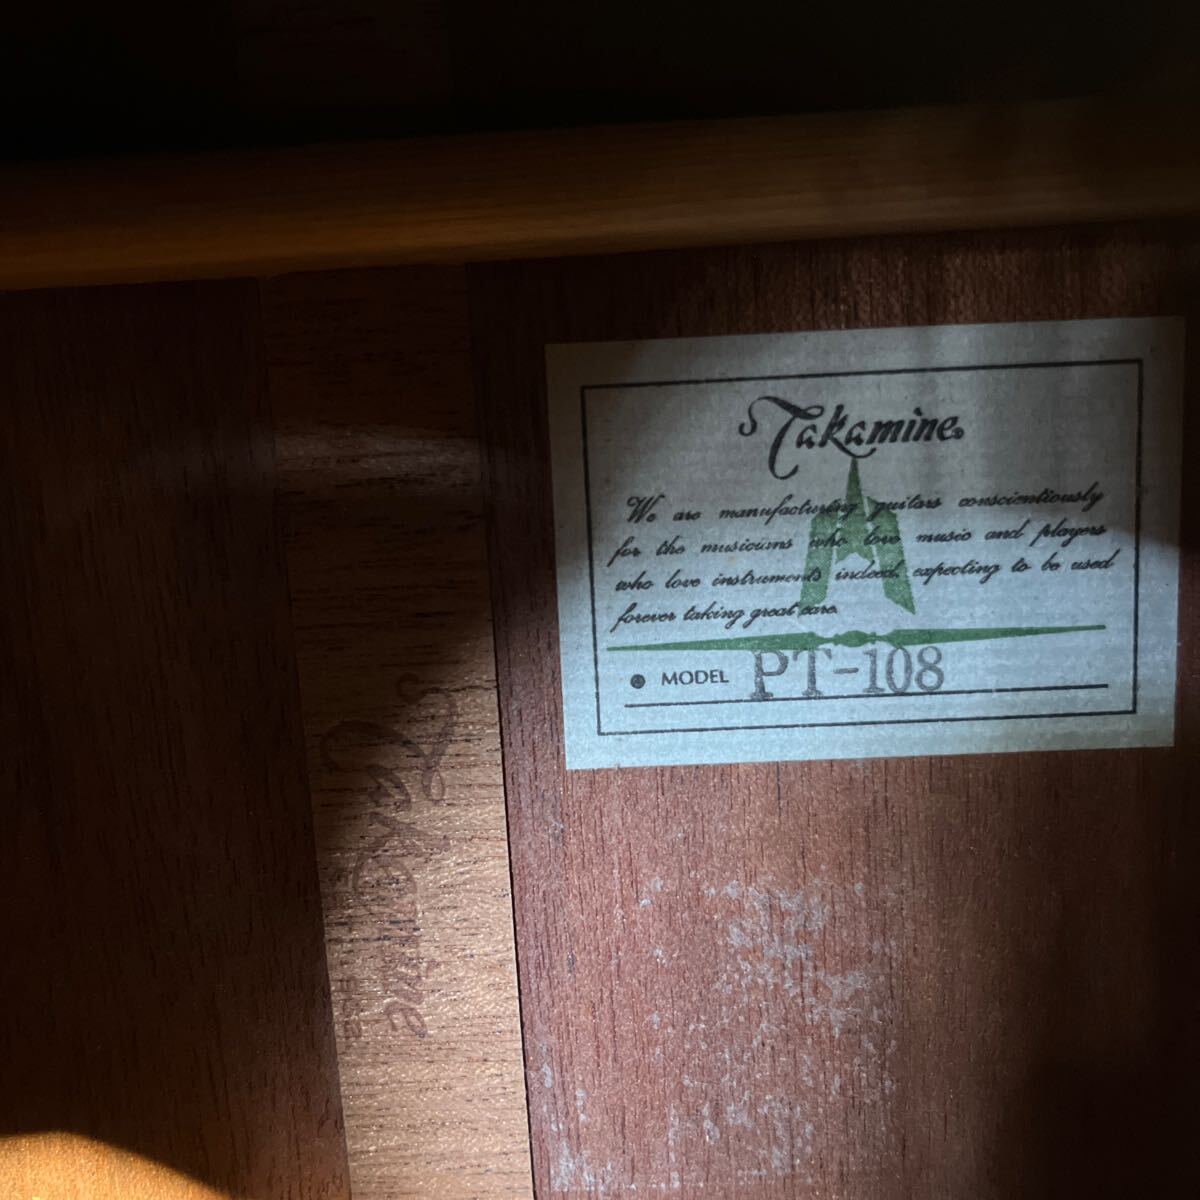 Takamine®
We are manufacturing guitars conscientiously
for the musicians who love music and players
who love instruments indeed, expecting to be used
forever taking great care.
● MODEL PT-108
Takamine